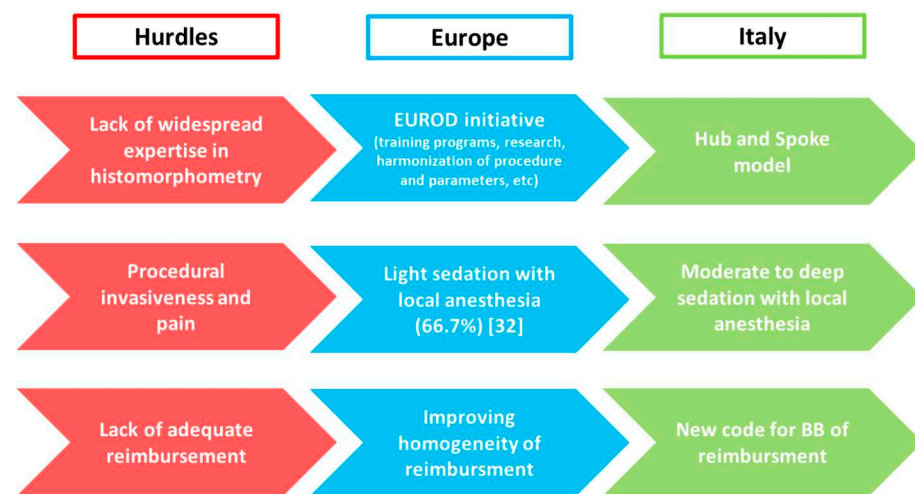 Hurdles
Europe
Italy
Lack of widespread
expertise in
histomorphometry
EUROD initiative
(training programs, research,
harmonization of procedure
and parameters, etc)
Hub and Spoke
model
Procedural
invasiveness and
pain
Light sedation with
local anesthesia
(66.7%) [32]
Moderate to deep
sedation with local
anesthesia
Lack of adequate
reimbursement
Improving
homogeneity of
reimbursment
New code for BB of
reimbursment